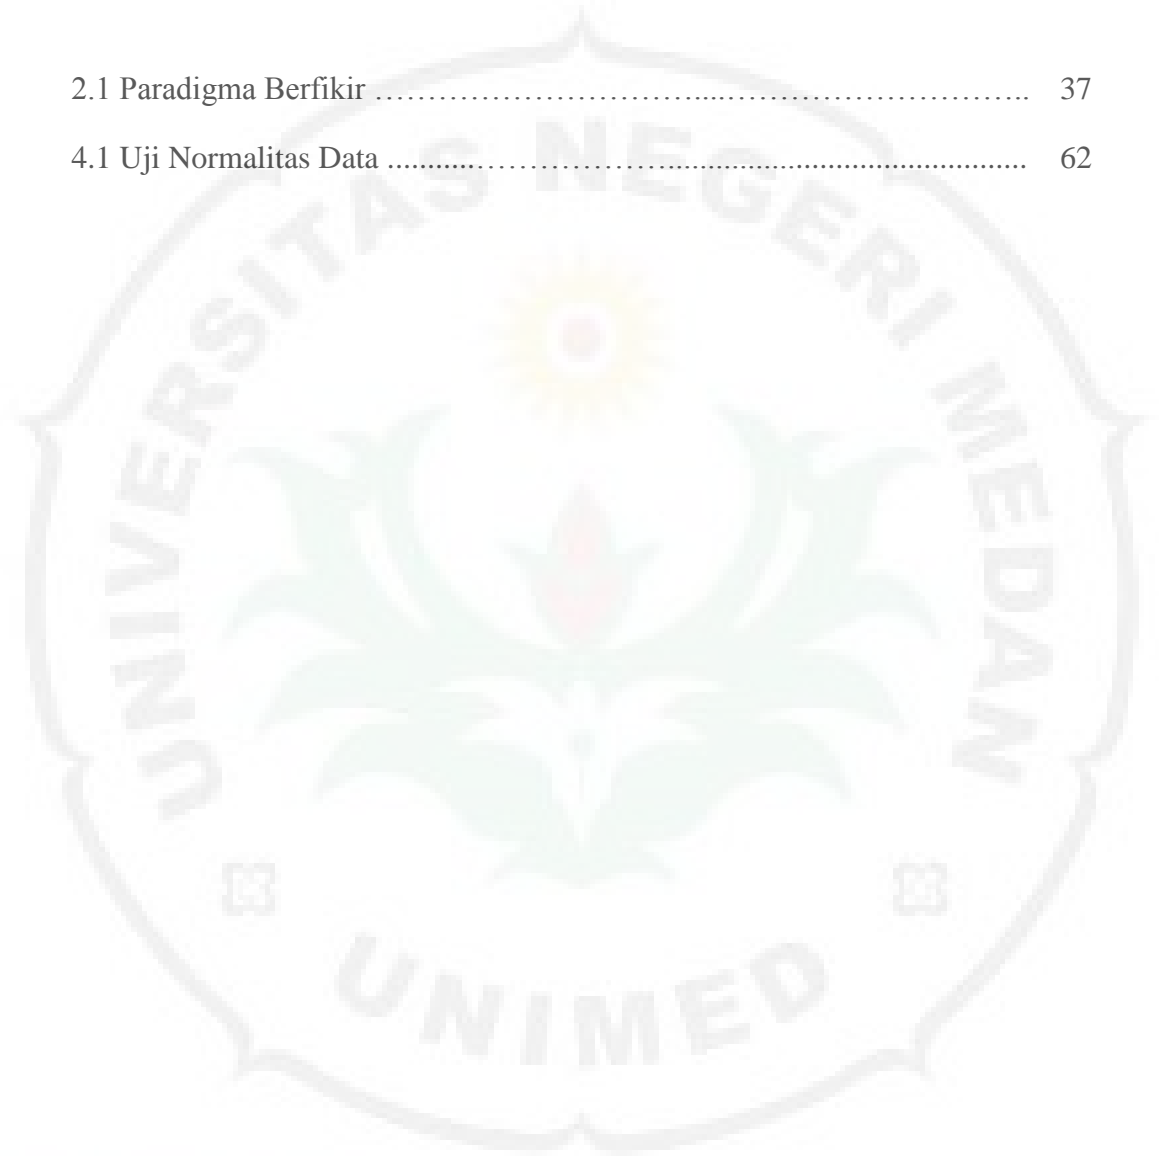 2.1 Paradigma Berfikir …………………………....……………………….. 37
4.1 Uji Normalitas Data ...........………………....................................... 62
UNIVERSITAS NEGERI MEDAN
UNIMED